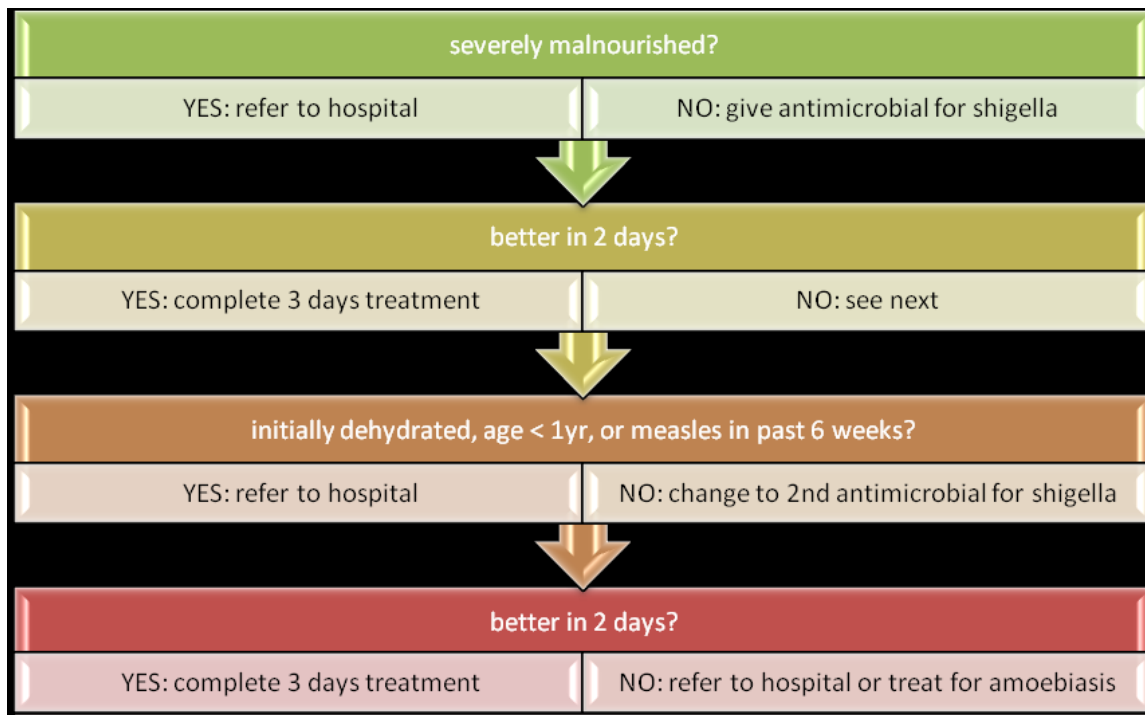 severely malnourished?
YES: refer to hospital
NO: give antimicrobial for shigella
better in 2 days?
YES: complete 3 days treatment
NO: see next
initially dehydrated, age < 1yr, or measles in past 6 weeks?
YES: refer to hospital
NO: change to 2nd antimicrobial for shigella
better in 2 days?
YES: complete 3 days treatment
NO: refer to hospital or treat for amoebiasis